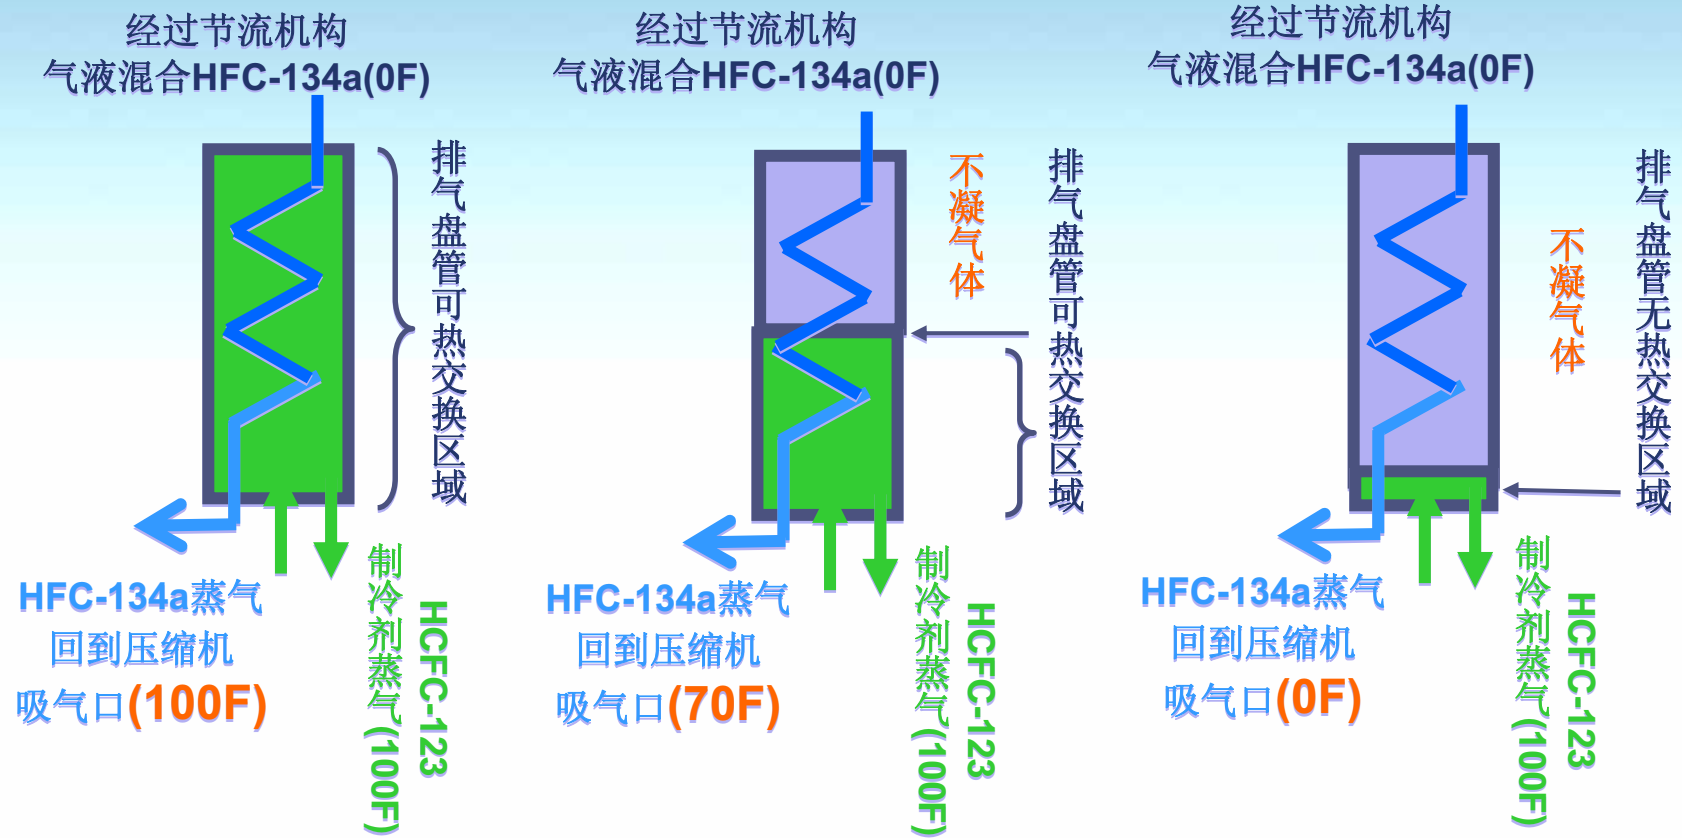 经过节流机构
气液混合HFC-134a(0F)
排气盘管可热交换区域
HFC-134a蒸气
回到压缩机
吸气口(100F)
制冷剂蒸气(100F)
HCFC-123
经过节流机构
气液混合HFC-134a(0F)
不凝气体
排气盘管可热交换区域
HFC-134a蒸气
回到压缩机
吸气口(70F)
制冷剂蒸气(100F)
HCFC-123
经过节流机构
气液混合HFC-134a(0F)
不凝气体
排气盘管无热交换区域
HFC-134a蒸气
回到压缩机
吸气口(0F)
制冷剂蒸气(100F)
HCFC-123